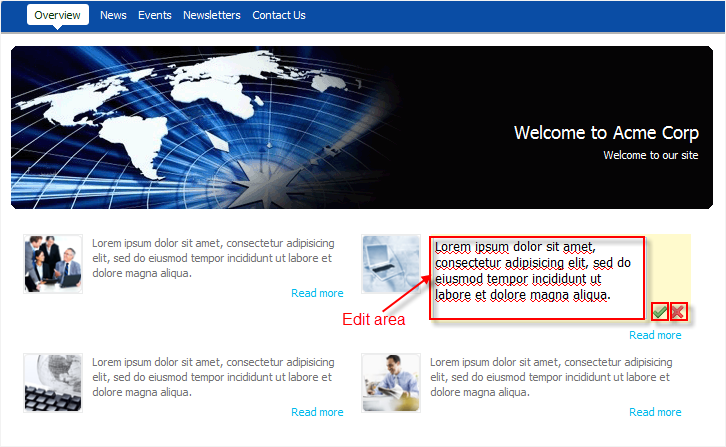 Overview News Events Newsletters Contact Us
Welcome to Acme Corp
Welcome to our site
Lorem ipsum dolor sit amet, consectetur adipisicing
elit, sed do eiusmod tempor incididunt ut labore et
dolore magna aliqua.
Read more
Lorem ipsum dolor sit amet,
consectetur adipisicing elit, sed do
eiusmod tempor incididunt ut
labore et dolore magna aliqua.
Edit area
Read more
Lorem ipsum dolor sit amet, consectetur adipisicing
elit, sed do eiusmod tempor incididunt ut labore et
dolore magna aliqua.
Read more
Lorem ipsum dolor sit amet, consectetur adipisicing
elit, sed do eiusmod tempor incididunt ut labore et
dolore magna aliqua.
Read more